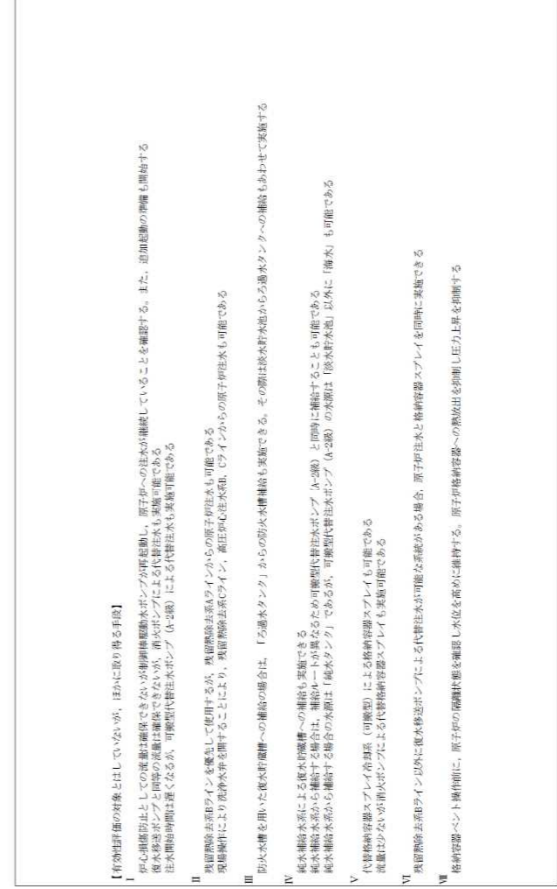 【有効性評価の対象とはしていないが，ほかに取り得る手段】
Ⅰ
炉心損傷防止としての流量は確保できないが制御棒駆動水ポンプが再起動し，原子炉への注水が継続していることを確認する。また，追加起動の準備も開始する
復水移送ポンプと同等の流量は確保できないが，消火ポンプによる代替注水も実施可能である
注水開始時間は遅くなるが，可搬型代替注水ポンプ（A-2級）による代替注水も実施可能である
Ⅱ
残留熱除去系Bラインを優先して使用するが，残留熱除去系Aラインからの原子炉注水も可能である
現場操作により洗浄水弁を開することにより，残留熱除去系Cライン，高圧炉心注水系B，Cラインからの原子炉注水も可能である
Ⅲ
防火水槽を用いた復水貯蔵槽への補給の場合は，「ろ過水タンク」からの防火水槽補給も実施できる。その際は淡水貯水池からろ過水タンクへの補給もあわせて実施する
Ⅳ
純水補給水系による復水貯蔵槽への補給も実施できる
純水補給水系から補給する場合は，補給ルートが異なるため可搬型代替注水ポンプ（A-2級）と同時に補給することも可能である
純水補給水系から補給する場合の水源は「純水タンク」であるが，可搬型代替注水ポンプ（A-2級）の水源は「淡水貯水池」以外に「海水」も可能である
Ⅴ
代替格納容器スプレイ冷却系（可搬型）による格納容器スプレイも可能である
流量は少ないが消火ポンプによる代替格納容器スプレイも実施可能である
Ⅵ
残留熱除去系Bライン以外に復水移送ポンプによる代替注水が可能な系統がある場合，原子炉注水と格納容器スプレイを同時に実施できる
Ⅶ
格納容器ベント操作前に，原子炉の隔離状態を確認し水位を高めに維持する。原子炉格納容器への熱放出を抑制し圧力上昇を抑制する